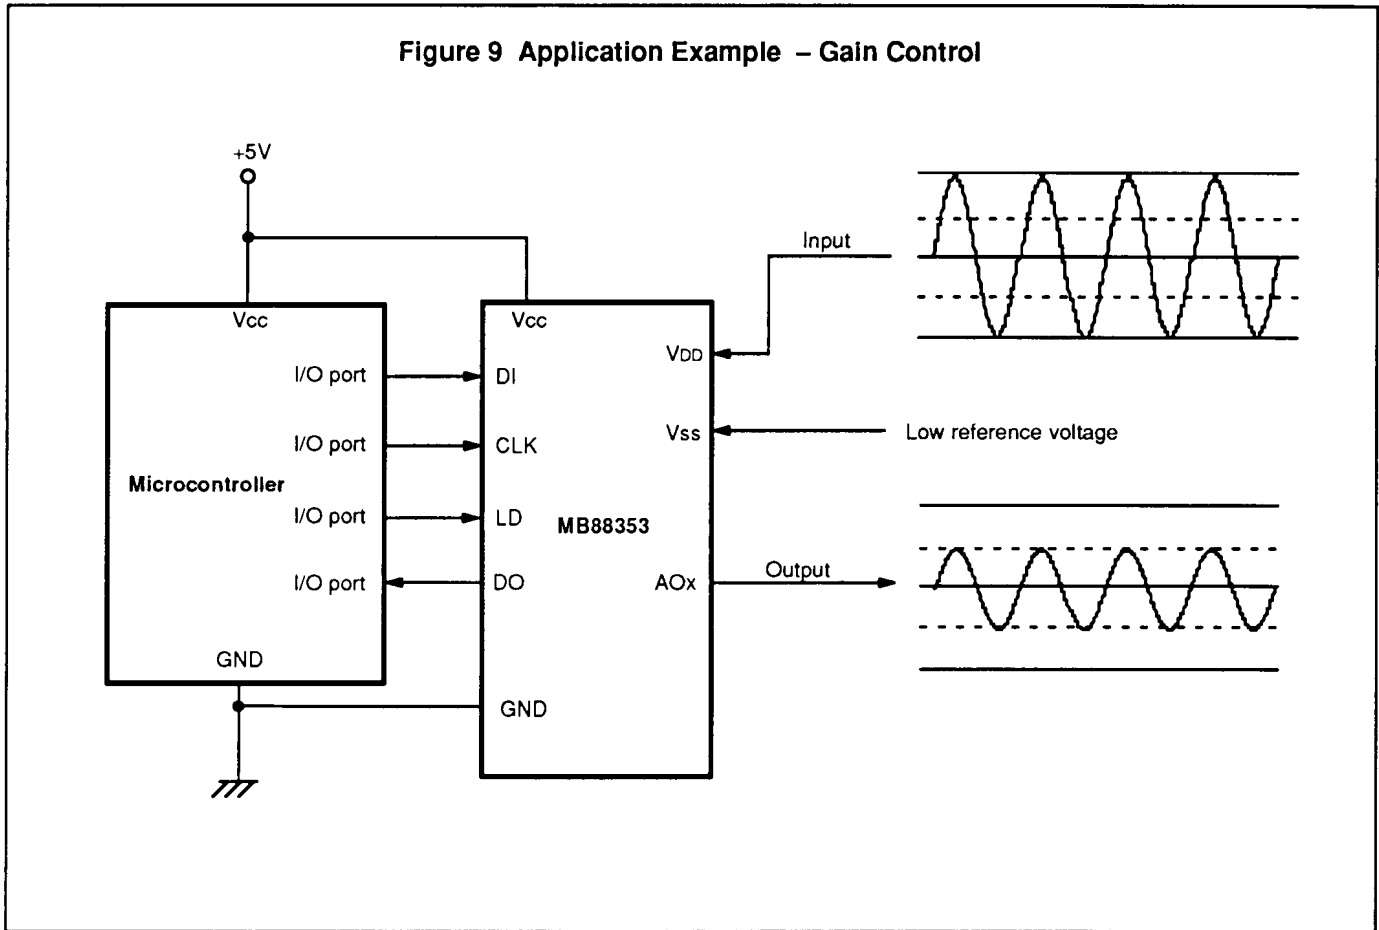 Figure 9 Application Example – Gain Control
+5V
Input
Vcc
Vcc
VDD
I/O port
DI
Vss
Low reference voltage
I/O port
CLK
Microcontroller
I/O port
LD
MB88353
I/O port
DO
AOx
Output
GND
GND